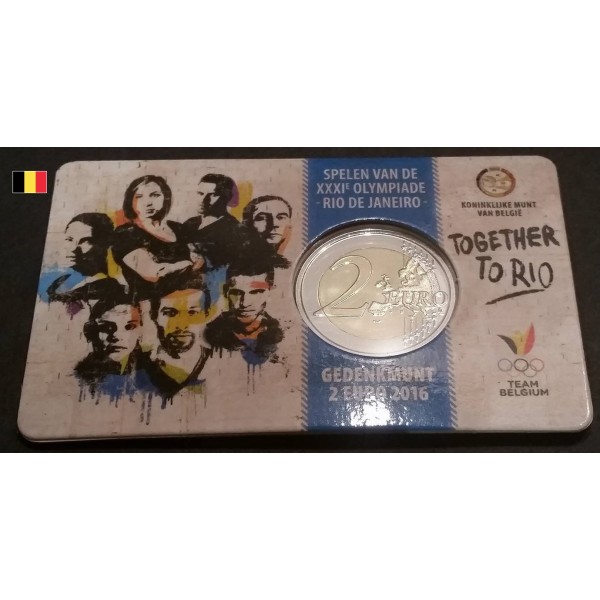 SPELEN VAN DE
XXXIᴱ OLYMPIADE
- RIO DE JANEIRO -
KONINKLIJKE MUNT
VAN BELGIË
TOGETHER
TO RIO
2 EURO
GEDENKMUNT
2 EURO 2016
TEAM
BELGIUM